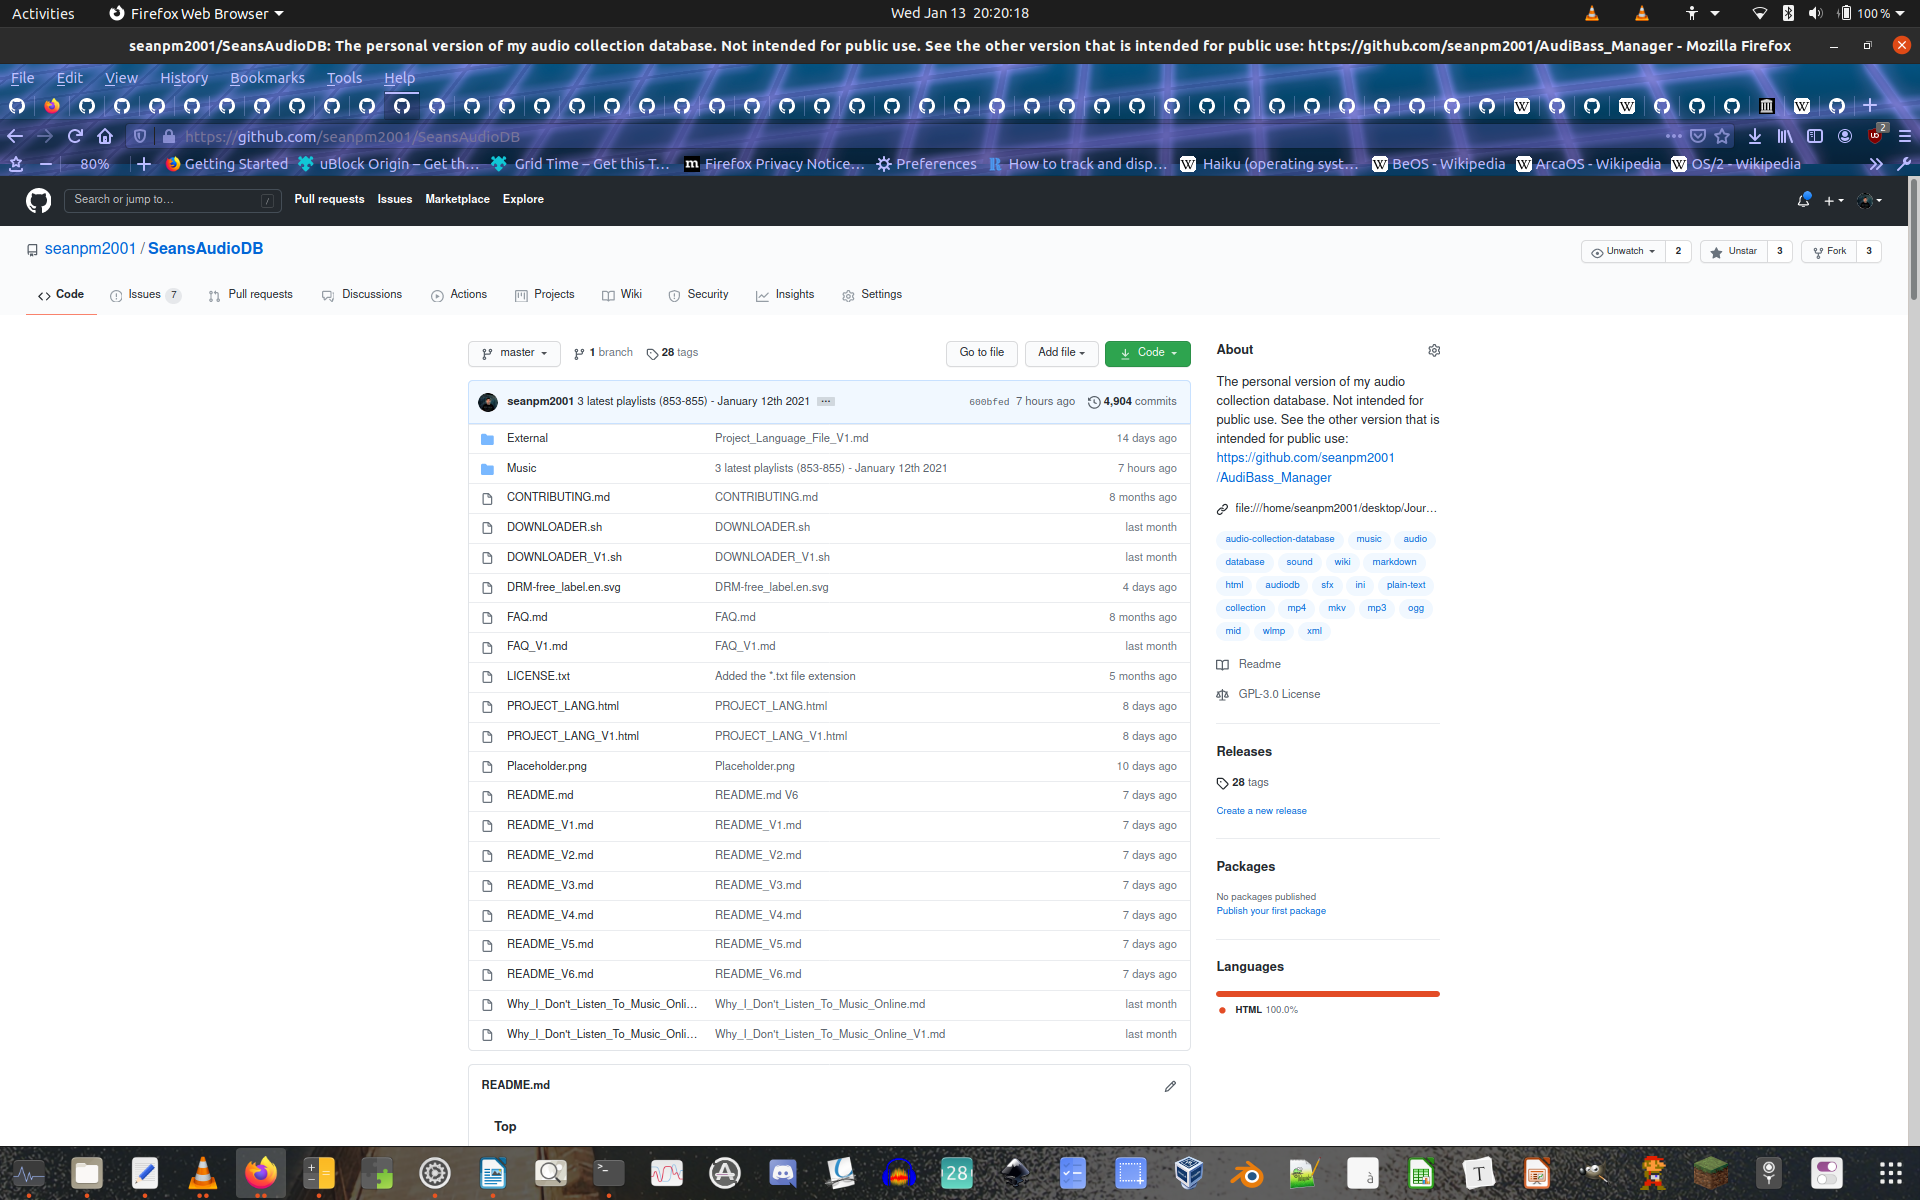 Activities
Firefox Web Browser
Wed Jan 13 20:20:18
100 %
seanpm2001/SeansAudioDB: The personal version of my audio collection database. Not intended for public use. See the other version that is intended for public use: https://github.com/seanpm2001/AudiBass_Manager - Mozilla Firefox
File Edit View History Bookmarks Tools Help
https://github.com/seanpm2001/SeansAudioDB
2
80%
Getting Started
uBlock Origin – Get th…
Grid Time – Get this T…
Firefox Privacy Notice…
Preferences
How to track and disp…
Haiku (operating syst…
BeOS - Wikipedia
ArcaOS - Wikipedia
OS/2 - Wikipedia
Search or jump to…
/
Pull requests Issues Marketplace Explore
seanpm2001 / SeansAudioDB
Unwatch 2
Unstar 3
Fork 3
Code
Issues 7
Pull requests
Discussions
Actions
Projects
Wiki
Security
Insights
Settings
master
1 branch
28 tags
Go to file
Add file
Code
seanpm2001 3 latest playlists (853-855) - January 12th 2021 …
600bfed 7 hours ago
4,904 commits
External Project_Language_File_V1.md 14 days ago
Music 3 latest playlists (853-855) - January 12th 2021 7 hours ago
CONTRIBUTING.md CONTRIBUTING.md 8 months ago
DOWNLOADER.sh DOWNLOADER.sh last month
DOWNLOADER_V1.sh DOWNLOADER_V1.sh last month
DRM-free_label.en.svg DRM-free_label.en.svg 4 days ago
FAQ.md FAQ.md 8 months ago
FAQ_V1.md FAQ_V1.md last month
LICENSE.txt Added the *.txt file extension 5 months ago
PROJECT_LANG.html PROJECT_LANG.html 8 days ago
PROJECT_LANG_V1.html PROJECT_LANG_V1.html 8 days ago
Placeholder.png Placeholder.png 10 days ago
README.md README.md V6 7 days ago
README_V1.md README_V1.md 7 days ago
README_V2.md README_V2.md 7 days ago
README_V3.md README_V3.md 7 days ago
README_V4.md README_V4.md 7 days ago
README_V5.md README_V5.md 7 days ago
README_V6.md README_V6.md 7 days ago
Why_I_Don't_Listen_To_Music_Onli… Why_I_Don't_Listen_To_Music_Online.md last month
Why_I_Don't_Listen_To_Music_Onli… Why_I_Don't_Listen_To_Music_Online_V1.md last month
README.md
Top
About
The personal version of my audio
collection database. Not intended for
public use. See the other version that is
intended for public use:
https://github.com/seanpm2001
/AudiBass_Manager
file:///home/seanpm2001/desktop/Jour…
audio-collection-database music audio
database sound wiki markdown
html audiodb sfx ini plain-text
collection mp4 mkv mp3 ogg
mid wlmp xml
Readme
GPL-3.0 License
Releases
28 tags
Create a new release
Packages
No packages published
Publish your first package
Languages
HTML 100.0%
28